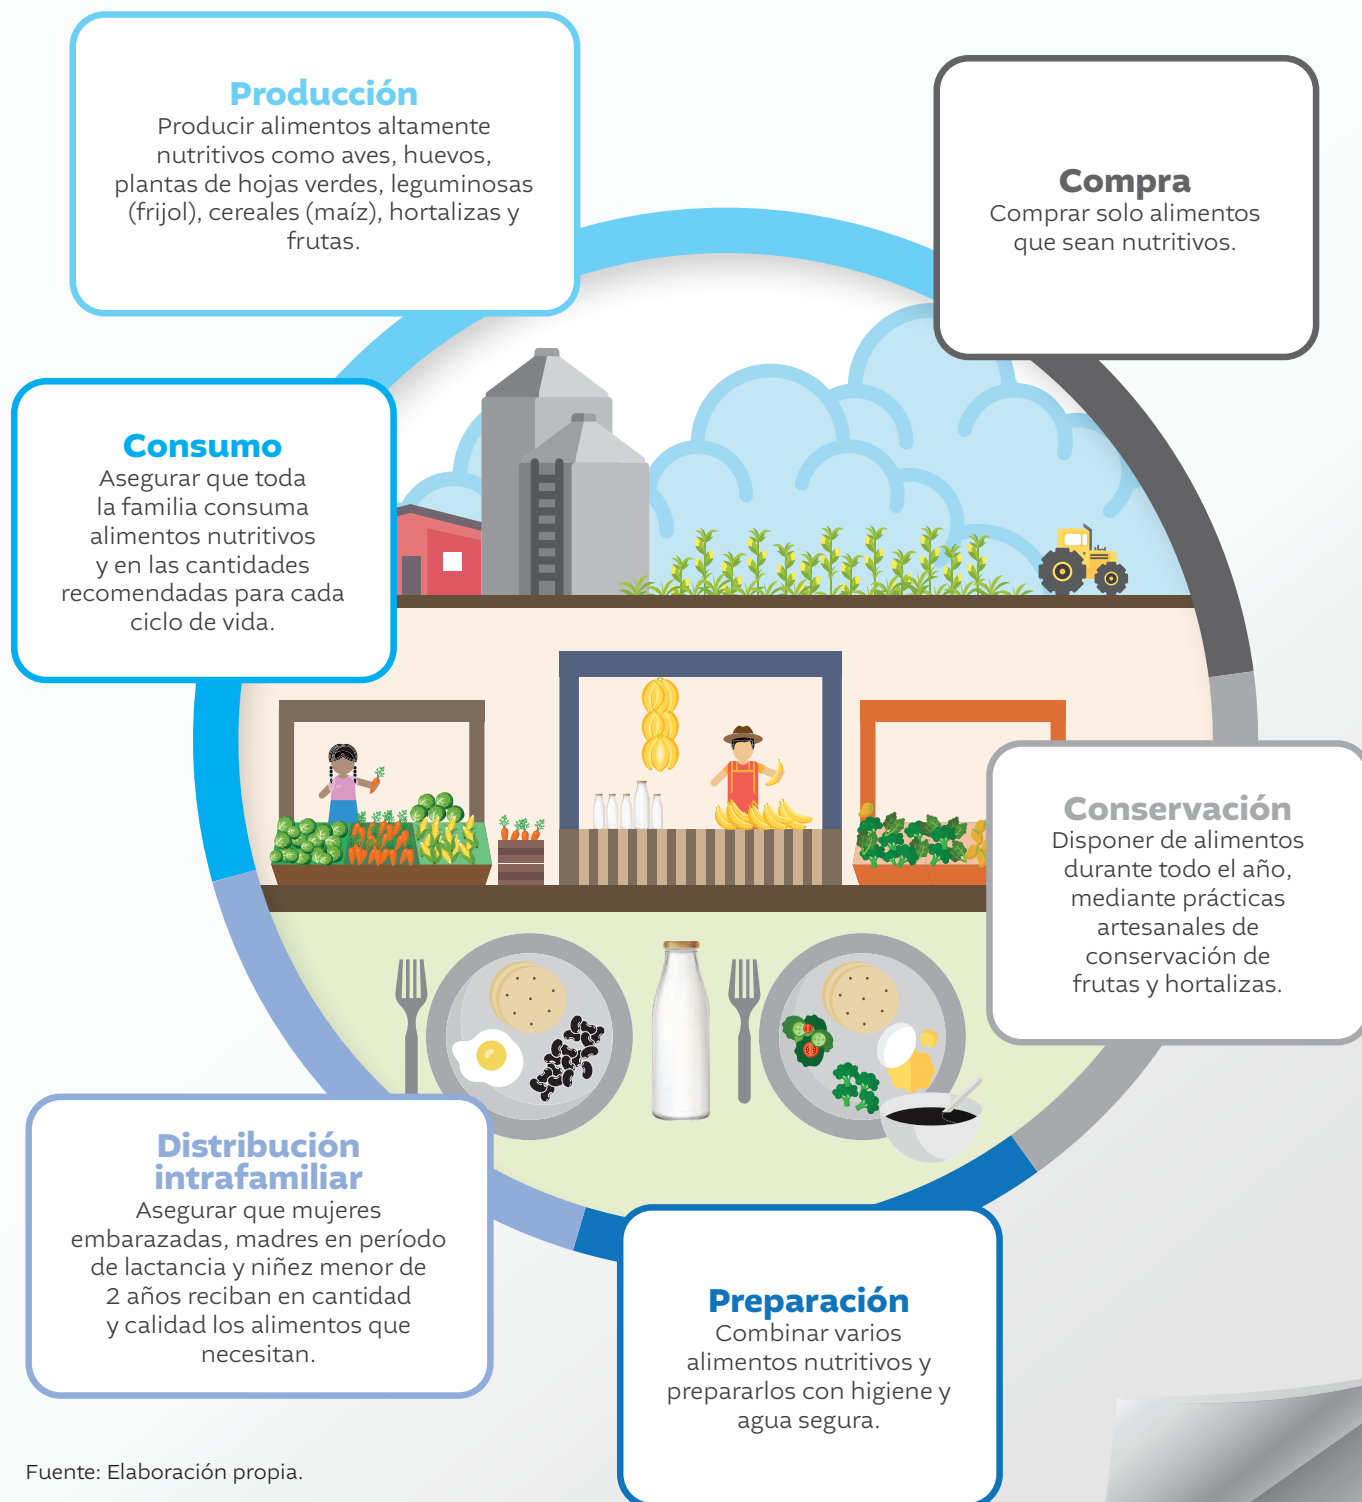 Producción
Producir alimentos altamente
nutritivos como aves, huevos,
plantas de hojas verdes, leguminosas
(frijol), cereales (maíz), hortalizas y
frutas.
Compra
Comprar solo alimentos
que sean nutritivos.
Consumo
Asegurar que toda
la familia consuma
alimentos nutritivos
y en las cantidades
recomendadas para cada
ciclo de vida.
Conservación
Disponer de alimentos
durante todo el año,
mediante prácticas
artesanales de
conservación de
frutas y hortalizas.
Distribución
intrafamiliar
Asegurar que mujeres
embarazadas, madres en período
de lactancia y niñez menor de
2 años reciban en cantidad
y calidad los alimentos que
necesitan.
Preparación
Combinar varios
alimentos nutritivos y
prepararlos con higiene y
agua segura.
Fuente: Elaboración propia.